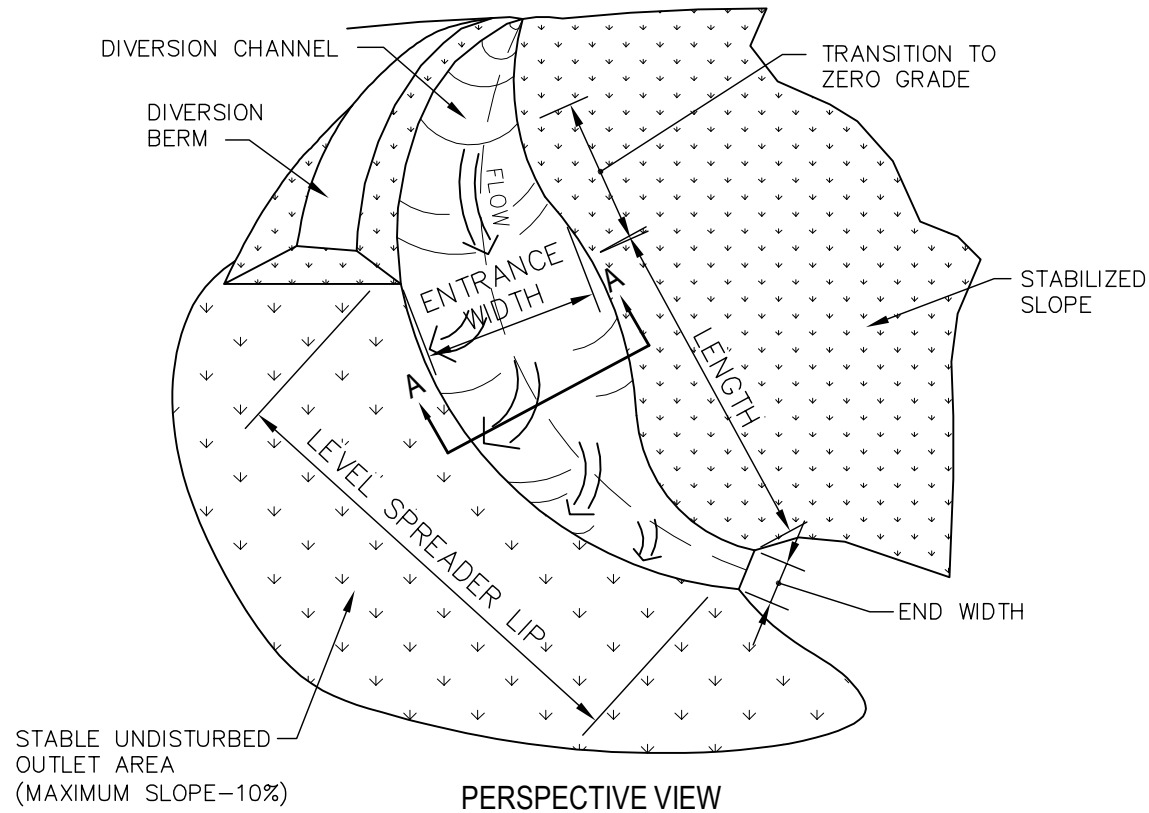 DIVERSION CHANNEL
TRANSITION TO
ZERO GRADE
DIVERSION
BERM
FLOW
ENTRANCE
WIDTH
A
STABILIZED
SLOPE
LENGTH
A
LEVEL SPREADER LIP
END WIDTH
STABLE UNDISTURBED
OUTLET AREA
(MAXIMUM SLOPE-10%)
PERSPECTIVE VIEW